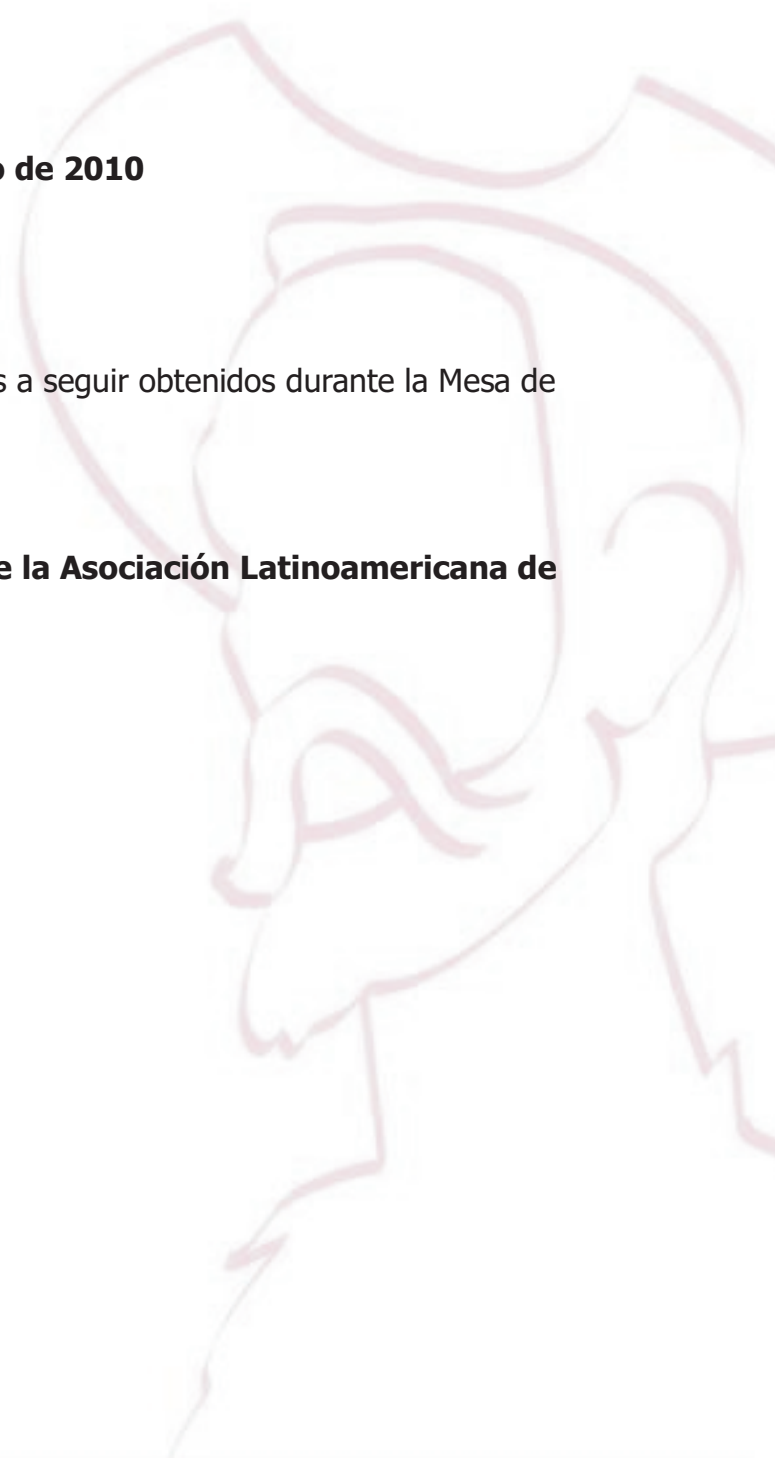 o de 2010
s a seguir obtenidos durante la Mesa de
e la Asociación Latinoamericana de